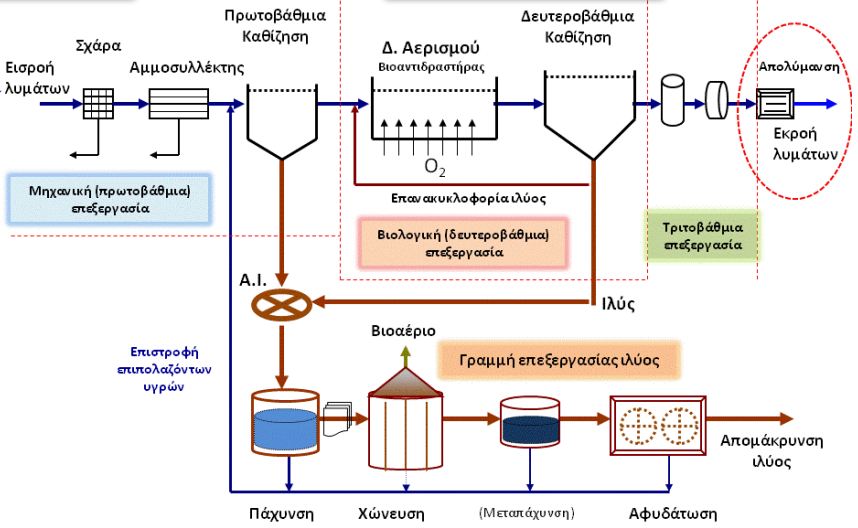 Πρωτοβάθμια
Καθίζηση
Δευτεροβάθμια
Καθίζηση
Σχάρα
Δ. Αερισμού
Βιοαντιδραστήρας
Εισροή
λυμάτων
Αμμοσυλλέκτης
Απολύμανση
Εκροή
λυμάτων
O2
Μηχανική (πρωτοβάθμια)
επεξεργασία
Επανακυκλοφορία ιλύος
Βιολογική (δευτεροβάθμια)
επεξεργασία
Τριτοβάθμια
επεξεργασία
Α.Ι.
Ιλύς
Βιοαέριο
Γραμμή επεξεργασίας ιλύος
Επιστροφή
επιπολαζόντων
υγρών
Απομάκρυνση
ιλύος
Πάχυνση
Χώνευση
(Μεταπάχυνση)
Αφυδάτωση